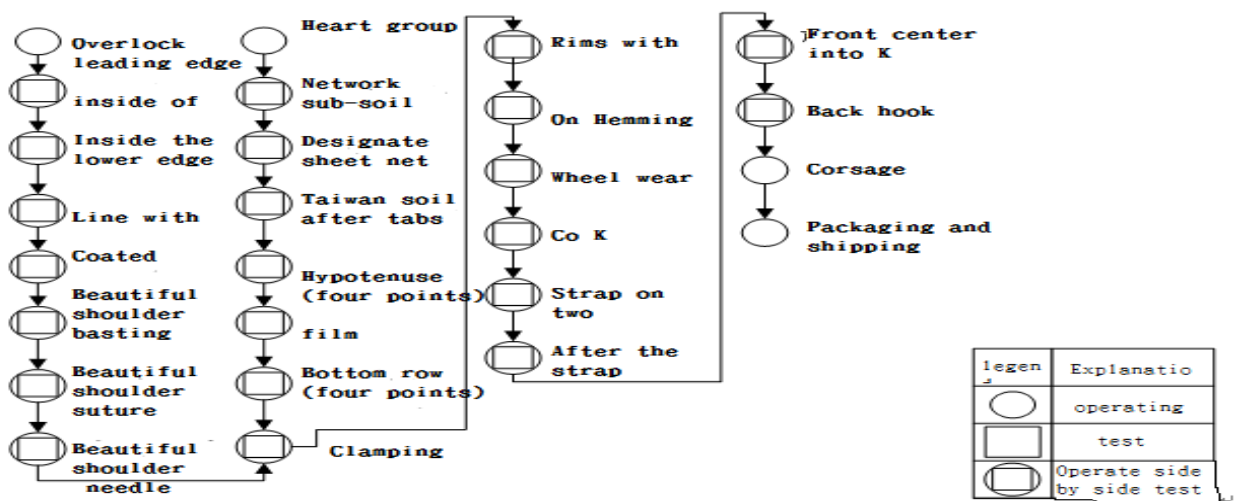 Overlock
leading edge
inside of
Inside the
lower edge
Line with
Coated
Beautiful
shoulder
basting
Beautiful
shoulder
suture
Beautiful
shoulder
needle
Heart group
Network
sub-soil
Designate
sheet net
Taiwan soil
after tabs
Hypotenuse
(four points)
film
Bottom row
(four points)
Clamping
Rims with
On Hemming
Wheel wear
Co K
Strap on
two
After the
strap
Front center
into K
Back hook
Corsage
Packaging and
shipping
legen Explanatio
operating
test
Operate side
by side test